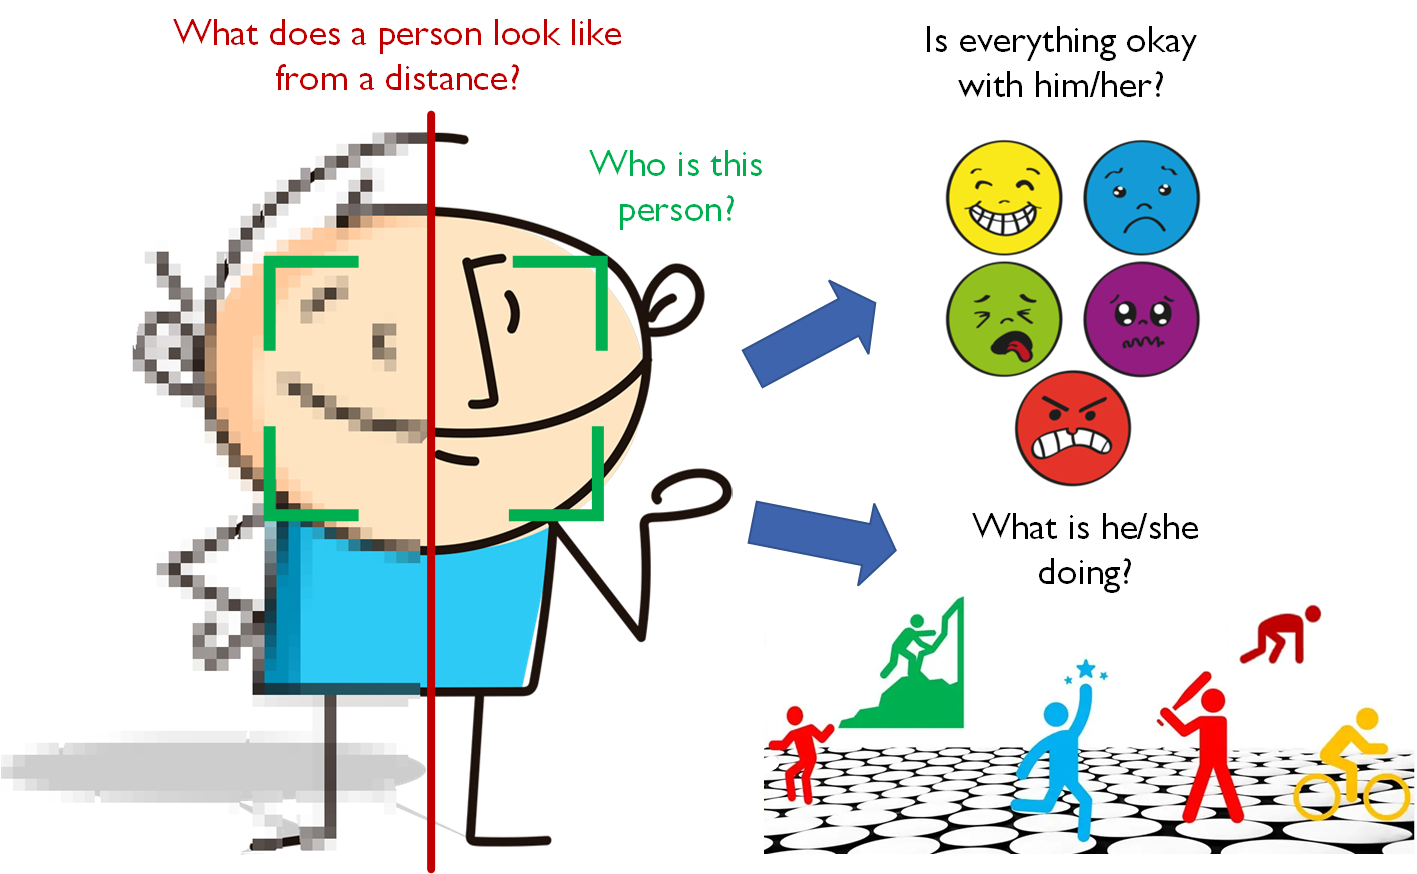 What does a person look like
from a distance?
Who is this
person?
Is everything okay
with him/her?
What is he/she
doing?